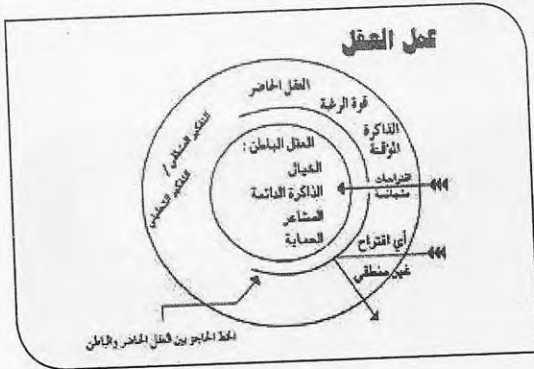 عمل العقل
العقل الحاضر
قوة الرغبة
الذاكرة
المؤقتة
التفكير المنطقي /
التفكير التحليلي
العقل الباطن :
الخيال
الذاكرة الدائمة
المشاعر
الحماية
اقتراحات
متجانسة
أي اقتراح
غير منطقي
الخط الحاجز بين العقل الحاضر والباطن